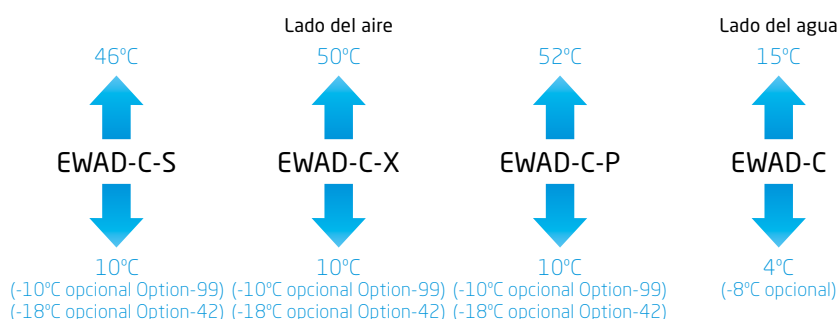 Lado del aire Lado del agua
46°C 50°C 52°C 15°C
EWAD-C-S EWAD-C-X EWAD-C-P EWAD-C
10°C 10°C 10°C 4°C
(-10°C opcional Option-99) (-10°C opcional Option-99) (-10°C opcional Option-99) (-8°C opcional)
(-18°C opcional Option-42) (-18°C opcional Option-42) (-18°C opcional Option-42)